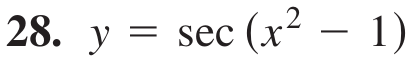 28. y = sec (x² − 1)